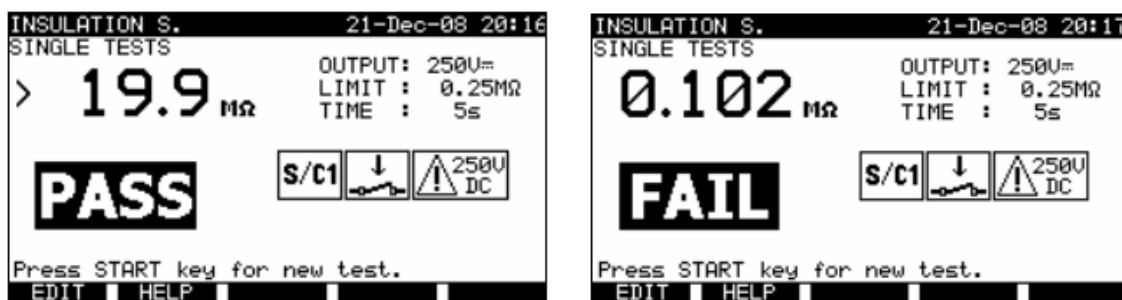 INSULATION S. 21-Dec-08 20:16
SINGLE TESTS
> 19.9 MΩ
OUTPUT: 250V⎓
LIMIT : 0.25MΩ
TIME : 5s
PASS
S/C1
250V
DC
Press START key for new test.
EDIT HELP
INSULATION S. 21-Dec-08 20:17
SINGLE TESTS
0.102 MΩ
OUTPUT: 250V⎓
LIMIT : 0.25MΩ
TIME : 5s
FAIL
S/C1
250V
DC
Press START key for new test.
EDIT HELP